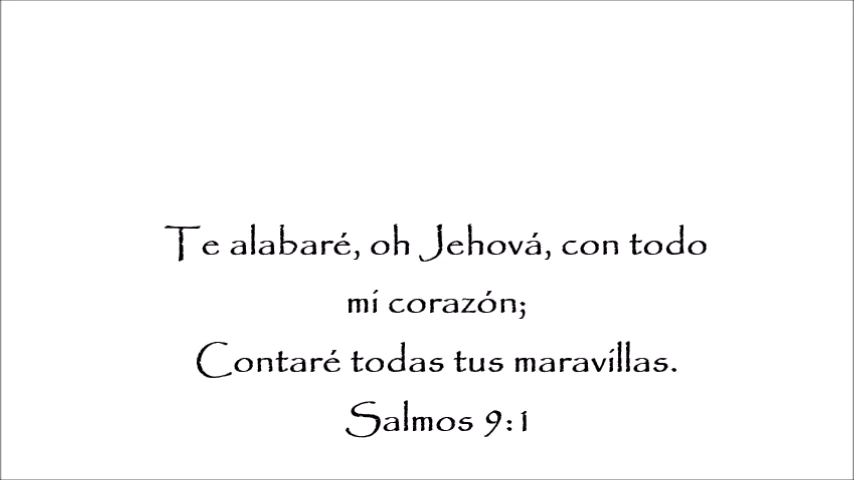 Te alabaré, oh Jehová, con todo
mi corazón;
Contaré todas tus maravillas.
Salmos 9:1